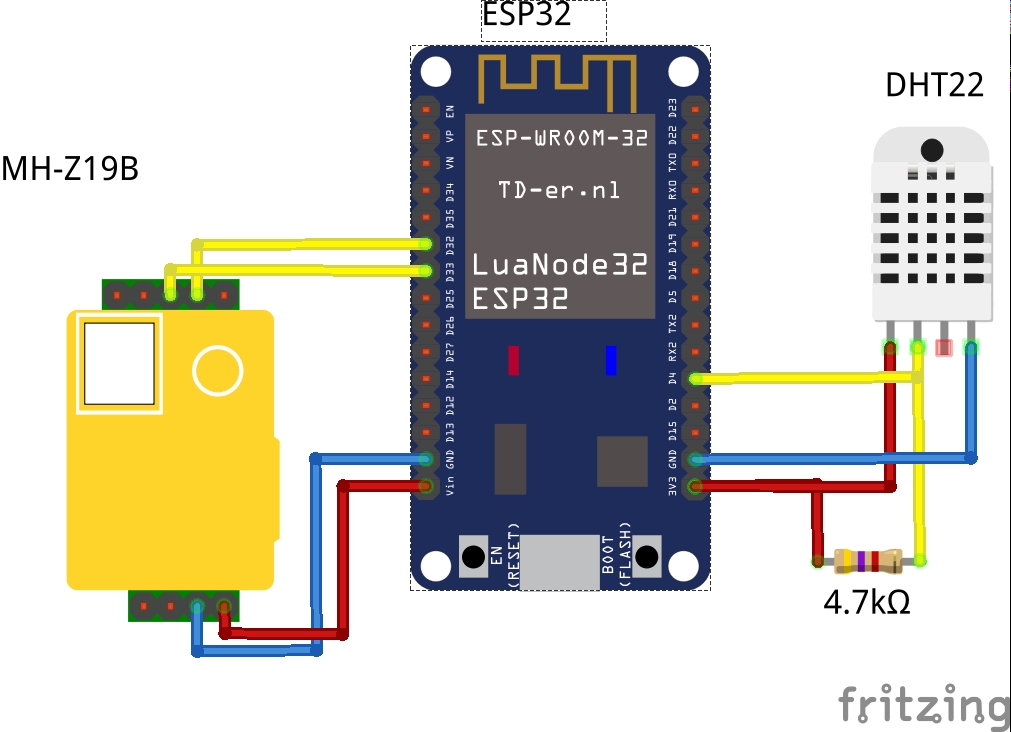 ESP32
DHT22
MH-Z19B
EN
VP
VN
D34
D35
D32
D33
D25
D26
D27
D14
D12
D13
GND
Vin
ESP-WROOM-32
TD-er.nl
LuaNode32
ESP32
D23
D22
TX0
RX0
D21
D19
D18
D5
TX2
RX2
D4
D2
D15
GND
3V3
EN
(RESET)
BOOT
(FLASH)
4.7kΩ
fritzing